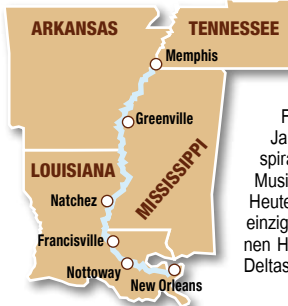 ARKANSAS
TENNESSEE
Memphis
Greenville
MISSISSIPPI
LOUISIANA
Natchez
Francisville
Nottoway
New Orleans
F
Ja
spira
Musi
Heute
einzig
nen H
Deltas